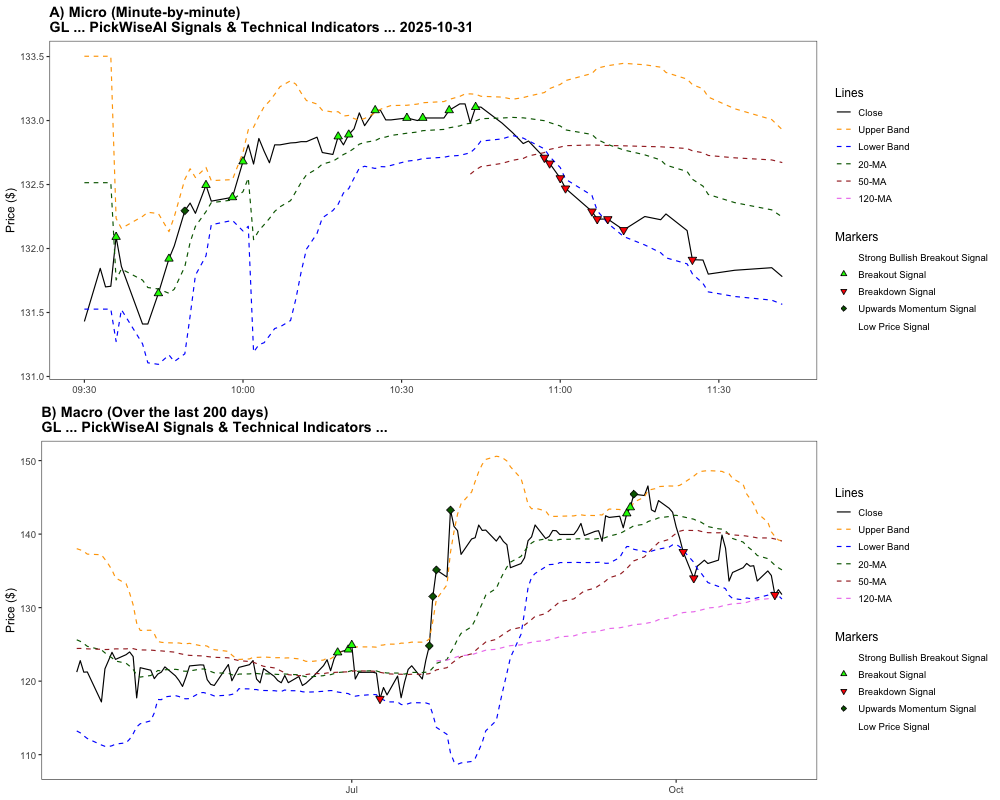 A) Micro (Minute-by-minute)
GL ... PickWiseAI Signals & Technical Indicators ... 2025-10-31
Price ($)
133.5
133.0
132.5
132.0
131.5
131.0
09:30
10:00
10:30
11:00
11:30
Lines
Close
Upper Band
Lower Band
20-MA
50-MA
120-MA
Markers
Strong Bullish Breakout Signal
Breakout Signal
Breakdown Signal
Upwards Momentum Signal
Low Price Signal
B) Macro (Over the last 200 days)
GL ... PickWiseAI Signals & Technical Indicators ...
Price ($)
150
140
130
120
110
Jul
Oct
Lines
Close
Upper Band
Lower Band
20-MA
50-MA
120-MA
Markers
Strong Bullish Breakout Signal
Breakout Signal
Breakdown Signal
Upwards Momentum Signal
Low Price Signal